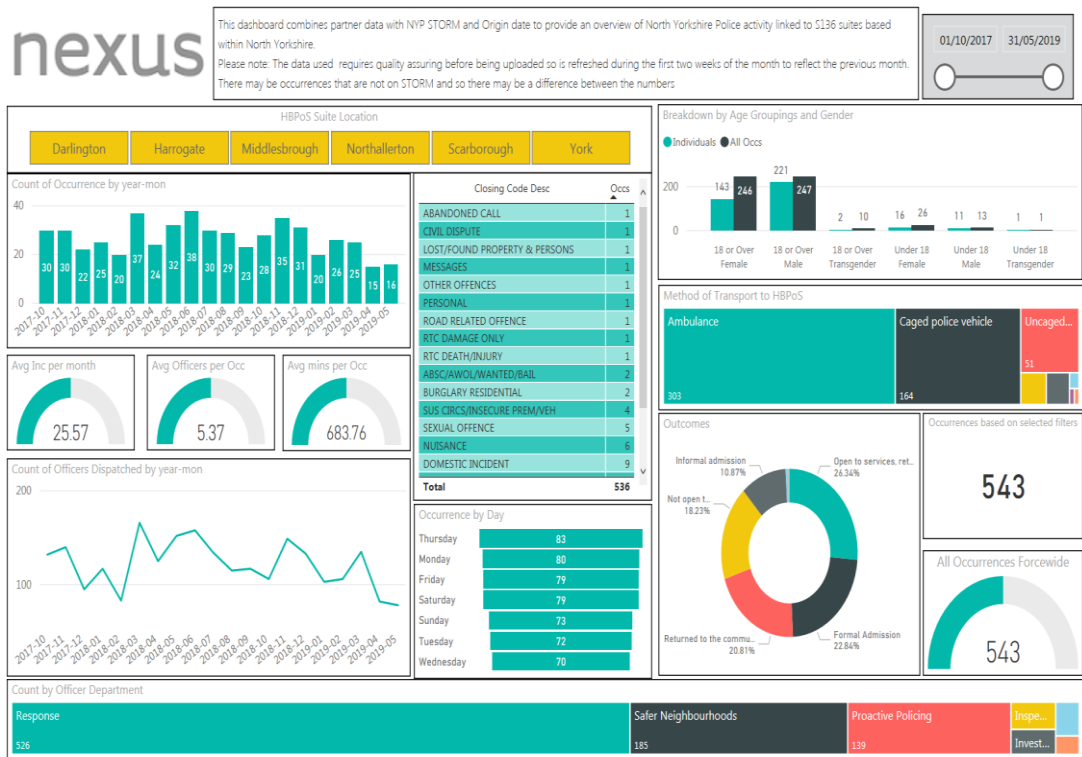 nexus
This dashboard combines partner data with NYP STORM and Origin date to provide an overview of North Yorkshire Police activity linked to S136 suites based
within North Yorkshire.
Please note: The data used requires quality assuring before being uploaded so is refreshed during the first two weeks of the month to reflect the previous month.
There may be occurrences that are not on STORM and so there may be a difference between the numbers
01/10/2017 31/05/2019
HBPoS Suite Location
Darlington Harrogate Middlesbrough Northallerton Scarborough York
Count of Occurrence by year-mon
40
20
0
30 30 22 25 20 37 24 32 38 30 29 23 28 35 31 20 26 25 15 16
2017-10 2017-11 2017-12 2018-01 2018-02 2018-03 2018-04 2018-05 2018-06 2018-07 2018-08 2018-09 2018-10 2018-11 2018-12 2019-01 2019-02 2019-03 2019-04 2019-05
Avg Inc per month
25.57
Avg Officers per Occ
5.37
Avg mins per Occ
683.76
Count of Officers Dispatched by year-mon
200
100
2017-10 2017-11 2017-12 2018-01 2018-02 2018-03 2018-04 2018-05 2018-06 2018-07 2018-08 2018-09 2018-10 2018-11 2018-12 2019-01 2019-02 2019-03 2019-04 2019-05
Closing Code Desc Occs
ABANDONED CALL 1
CIVIL DISPUTE 1
LOST/FOUND PROPERTY & PERSONS 1
MESSAGES 1
OTHER OFFENCES 1
PERSONAL 1
ROAD RELATED OFFENCE 1
RTC DAMAGE ONLY 1
RTC DEATH/INJURY 1
ABSC/AWOL/WANTED/BAIL 2
BURGLARY RESIDENTIAL 2
SUS CIRCS/INSECURE PREM/VEH 4
SEXUAL OFFENCE 5
NUISANCE 6
DOMESTIC INCIDENT 9
Total 536
Occurrence by Day
Thursday 83
Monday 80
Friday 79
Saturday 79
Sunday 73
Tuesday 72
Wednesday 70
Breakdown by Age Groupings and Gender
Individuals All Occs
200
0
143 246 221 247 2 10 16 26 11 13 1 1
18 or Over 18 or Over 18 or Over Under 18 Under 18 Under 18
Female Male Transgender Female Male Transgender
Method of Transport to HBPoS
Ambulance
303
Caged police vehicle
164
Uncaged...
51
Outcomes
Informal admission
10.87%
Open to services, ret...
26.34%
Not open t...
18.23%
Returned to the commu...
20.81%
Formal Admission
22.84%
Occurrences based on selected filters
543
All Occurrences Forcewide
543
Count by Officer Department
Response
526
Safer Neighbourhoods
185
Proactive Policing
139
Inspe...
Invest...